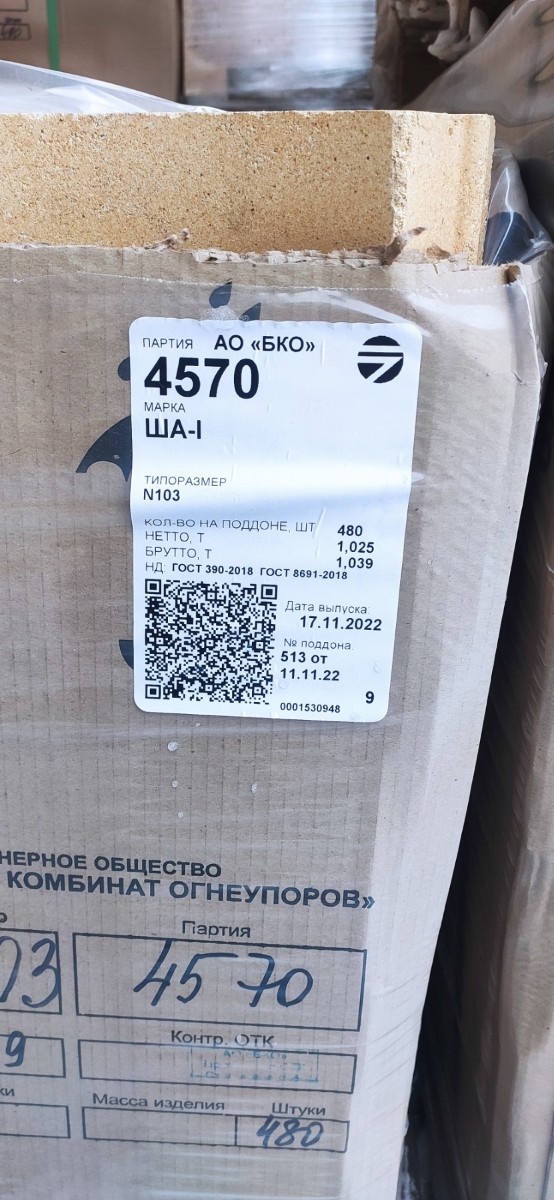 ПАРТИЯ АО «БКО»
4570
МАРКА
ША-I
ТИПОРАЗМЕР
N103
КОЛ-ВО НА ПОДДОНЕ, ШТ 480
НЕТТО, Т 1,025
БРУТТО, Т 1,039
НД: ГОСТ 390-2018 ГОСТ 8691-2018
Дата выпуска:
17.11.2022
№ поддона:
513 от
11.11.22
9
0001530948
НЕРНОЕ ОБЩЕСТВО
КОМБИНАТ ОГНЕУПОРОВ»
Партия
03 4570
Контр. ОТК
9
Масса изделия Штуки
480